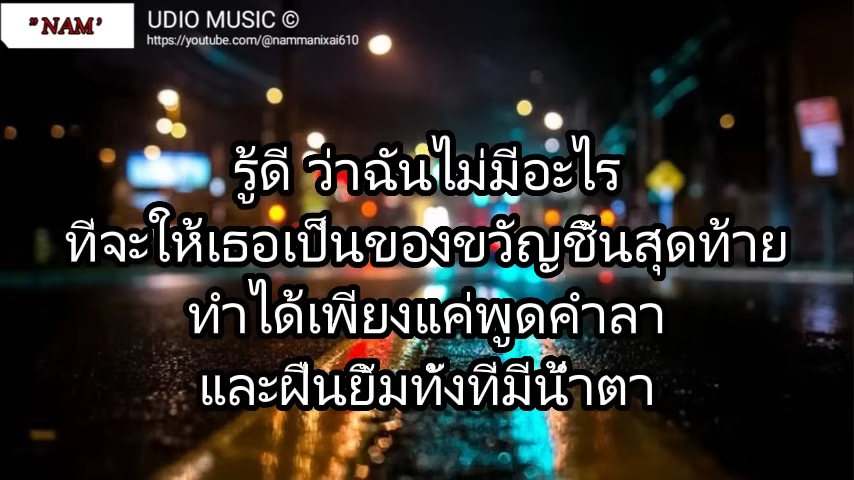 "NAM'
UDIO MUSIC ©
https://youtube.com/@nammanixai610
รู้ดี ว่าฉันไม่มีอะไร
ที่จะให้เธอเป็นของขวัญชิ้นสุดท้าย
ทำได้เพียงแค่พูดคำลา
และฝืนยิ้มทั้งที่มีน้ำตา